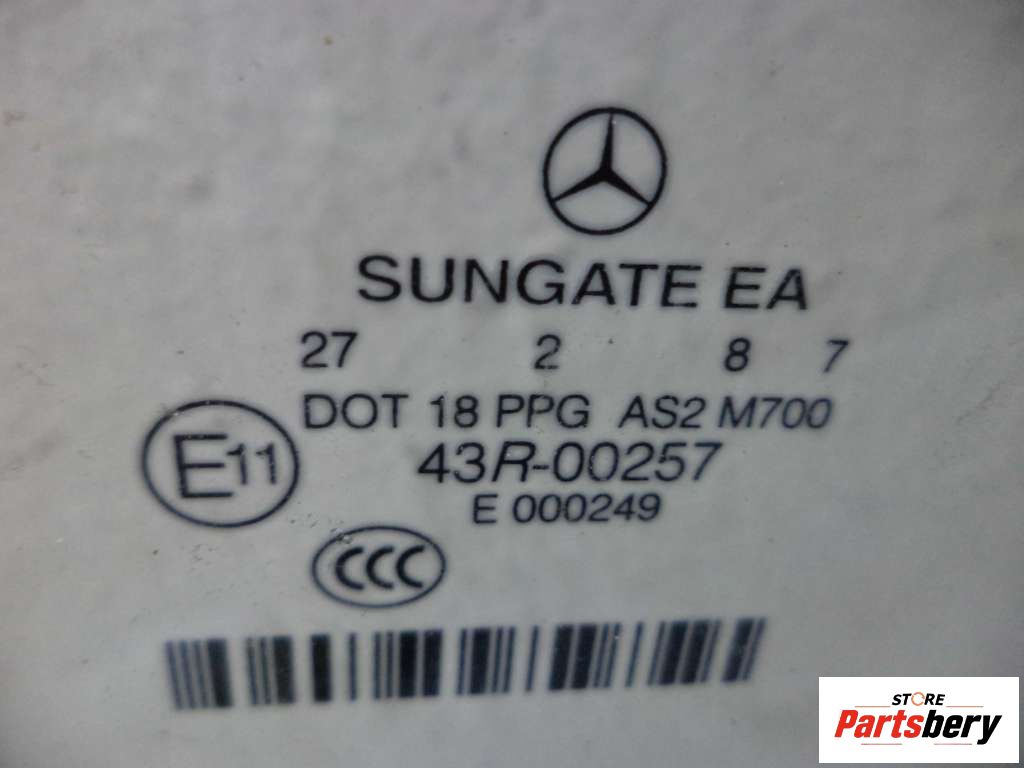 SUNGATE EA
27 2 8 7
DOT 18 PPG AS2 M700
E11 43R-00257
E 000249
CCC
STORE
Partsbery